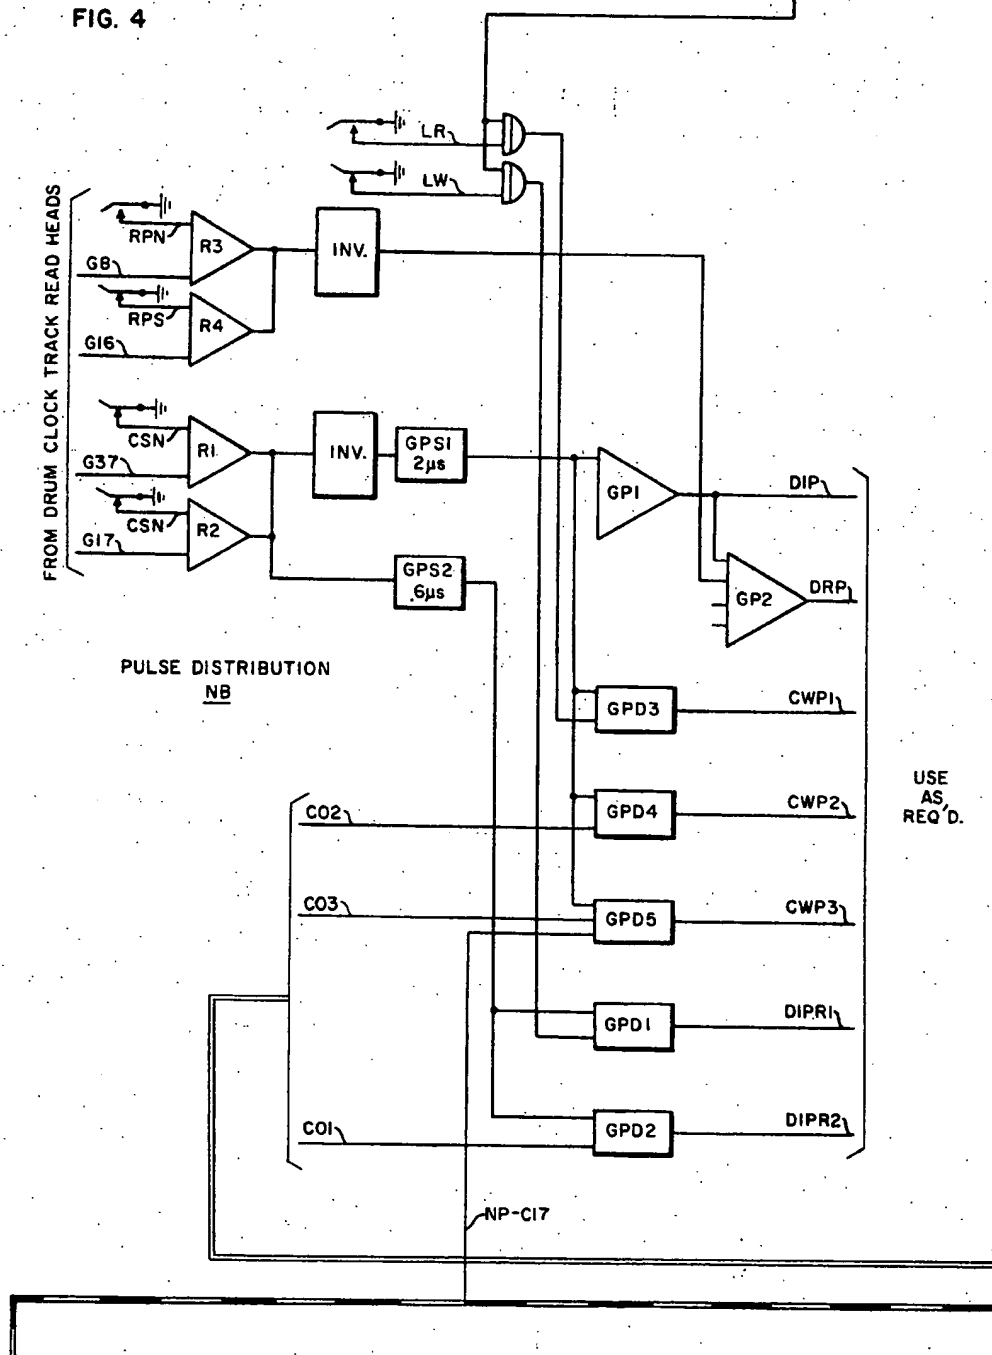 FIG. 4
LR
LW
FROM DRUM CLOCK TRACK READ HEADS
RPN
R3
INV.
G8
RPS
R4
G16
CSN
R1
INV.
GPS1
2µs
G37
CSN
R2
G17
GPS2
.6µs
GP1
DIP
GP2
DRP
PULSE DISTRIBUTION
NB
GPD3
CWP1
USE
AS
REQ'D.
CO2
GPD4
CWP2
CO3
GPD5
CWP3
GPD1
DIPR1
CO1
GPD2
DIPR2
NP-C17